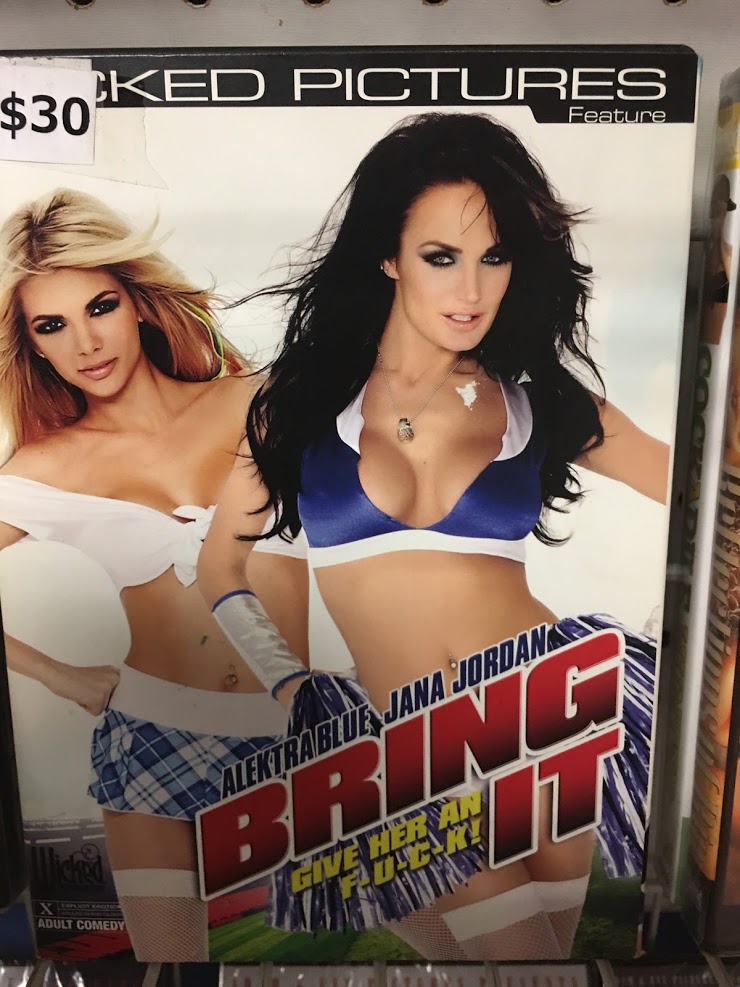 $30
CKED PICTURES
Feature
ALEKTRA BLUE JANA JORDAN
BRING
IT
GIVE HER AN
F-U-C-K!
Wicked
X
ADULT COMEDY